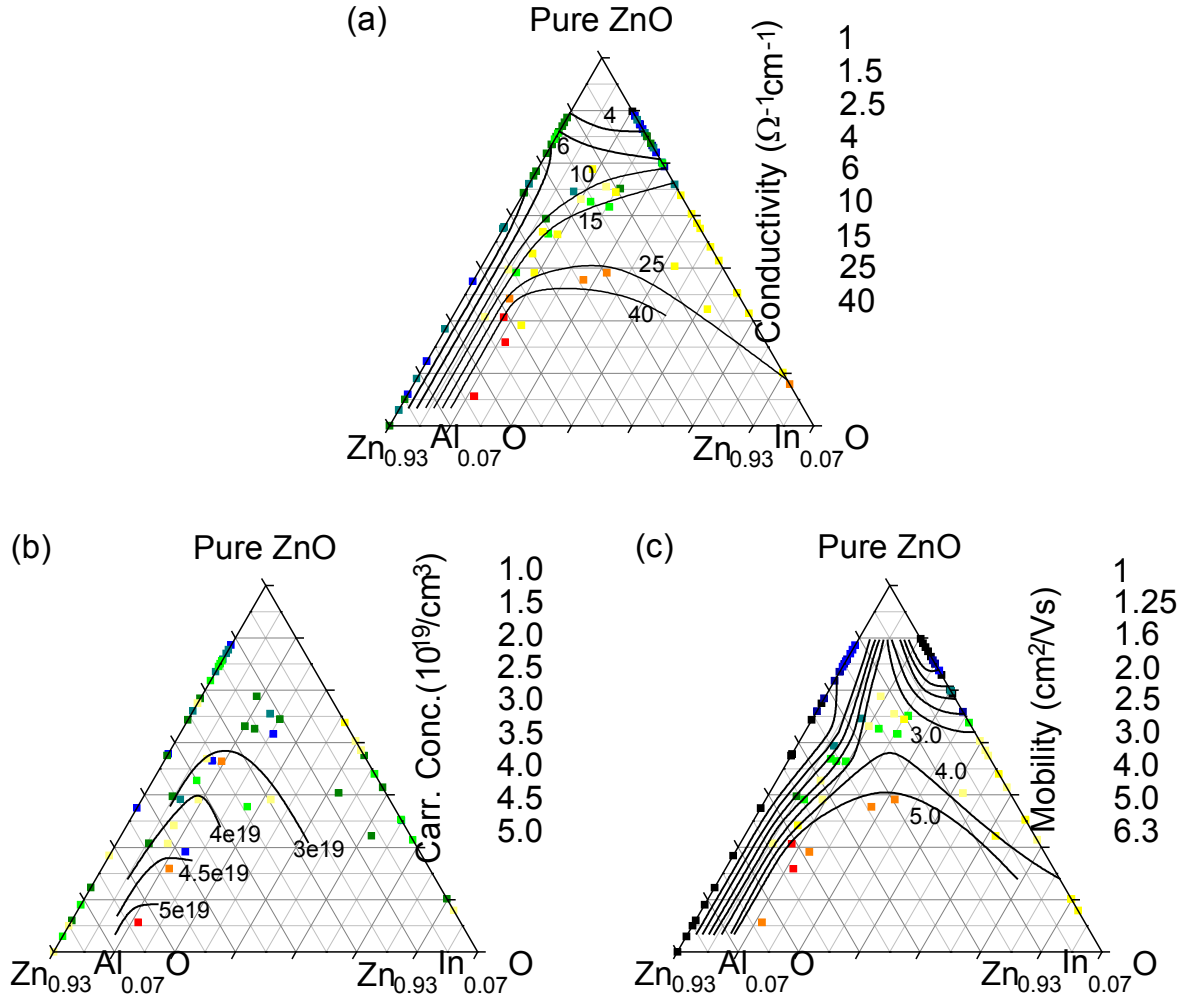 (a)
Pure ZnO
4
6
10
15
25
40
Zn0.93Al0.07O
Zn0.93In0.07O
Conductivity (Ω-1cm-1)
1
1.5
2.5
4
6
10
15
25
40
(b)
Pure ZnO
4e19
3e19
4.5e19
5e19
Zn0.93Al0.07O
Zn0.93In0.07O
Carr. Conc.(1019/cm3)
1.0
1.5
2.0
2.5
3.0
3.5
4.0
4.5
5.0
(c)
Pure ZnO
3.0
4.0
5.0
Zn0.93Al0.07O
Zn0.93In0.07O
Mobility (cm2/Vs)
1
1.25
1.6
2.0
2.5
3.0
4.0
5.0
6.3